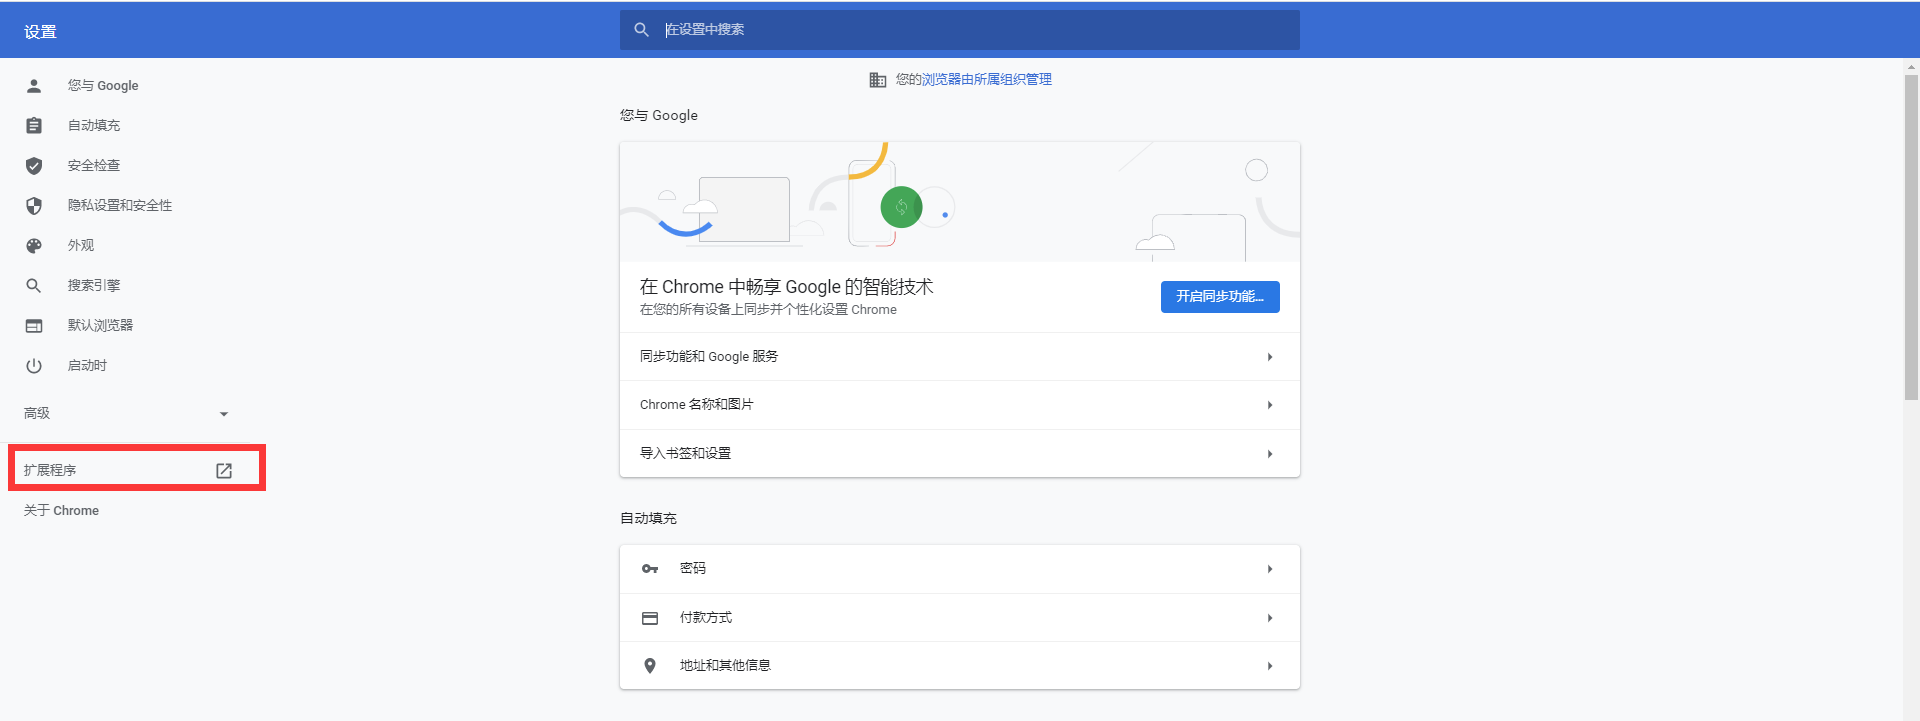 设置
在设置中搜索
您与 Google
自动填充
安全检查
隐私设置和安全性
外观
搜索引擎
默认浏览器
启动时
高级
扩展程序
关于 Chrome
您的浏览器由所属组织管理
您与 Google
在 Chrome 中畅享 Google 的智能技术
在您的所有设备上同步并个性化设置 Chrome
开启同步功能...
同步功能和 Google 服务
Chrome 名称和图片
导入书签和设置
自动填充
密码
付款方式
地址和其他信息